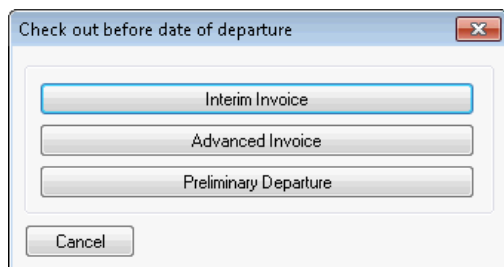 Check out before date of departure
Interim Invoice
Advanced Invoice
Preliminary Departure
Cancel